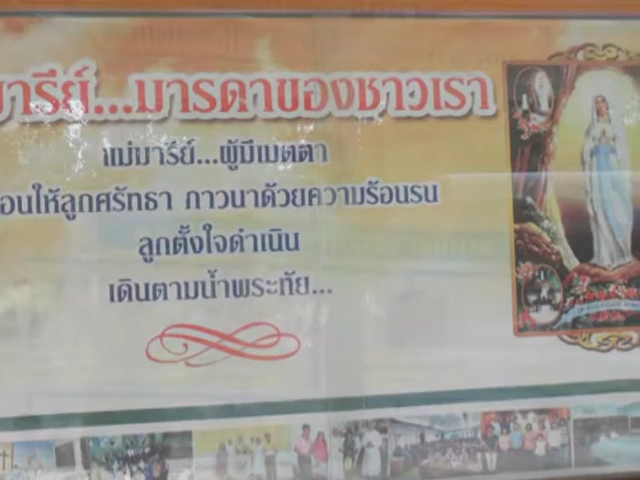 มารีย์...มารดาของชาวเรา
แม่มารีย์...ผู้มีเมตตา
อนให้ลูกศรัทธา ภาวนาด้วยความร้อนรน
ลูกตั้งใจดำเนิน
เดินตามน้ำพระทัย...